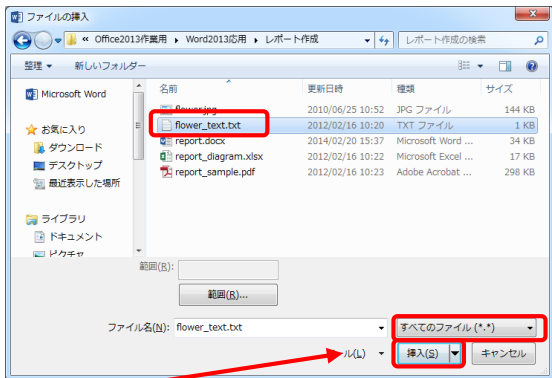 ファイルの挿入
« Office2013作業用 ▸ Word2013応用 ▸ レポート作成
レポート作成の検索
整理 ▼ 新しいフォルダー
Microsoft Word
お気に入り
ダウンロード
デスクトップ
最近表示した場所
ライブラリ
ドキュメント
ピクチャ
名前 更新日時 種類 サイズ
flower.jpg 2010/06/25 10:52 JPG ファイル 144 KB
flower_text.txt 2012/02/16 10:20 TXT ファイル 1 KB
report.docx 2014/02/20 15:37 Microsoft Word ... 34 KB
report_diagram.xlsx 2012/02/16 10:22 Microsoft Excel ... 17 KB
report_sample.pdf 2012/02/16 10:23 Adobe Acrobat ... 298 KB
範囲(R):
範囲(R)...
ファイル名(N): flower_text.txt すべてのファイル (*.*)
ル(L) ▼ 挿入(S) ▼ キャンセル